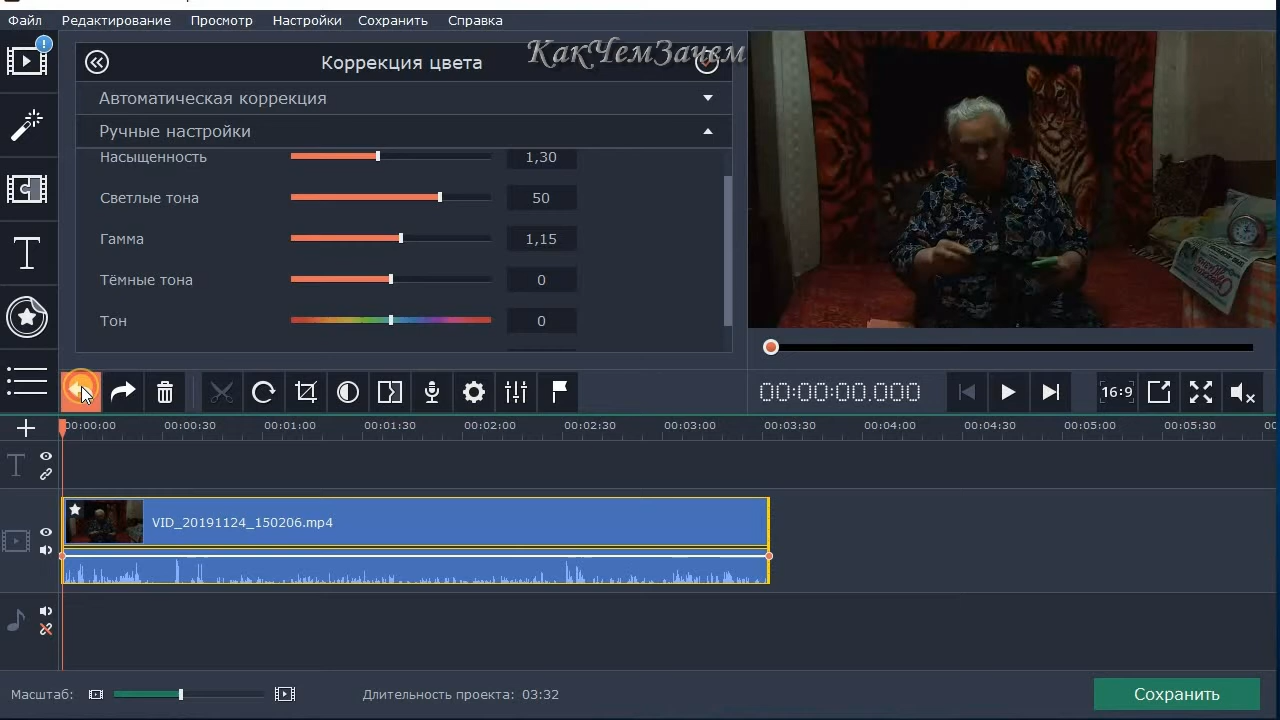 Файл Редактирование Просмотр Настройки Сохранить Справка
КакЧемЗачем
Коррекция цвета
Автоматическая коррекция
Ручные настройки
Насыщенность 1,30
Светлые тона 50
Гамма 1,15
Тёмные тона 0
Тон 0
00:00:00.000
16:9
00:00:00 00:00:30 00:01:00 00:01:30 00:02:00 00:02:30 00:03:00 00:03:30 00:04:00 00:04:30 00:05:00 00:05:30
VID_20191124_150206.mp4
Масштаб: Длительность проекта: 03:32
Сохранить